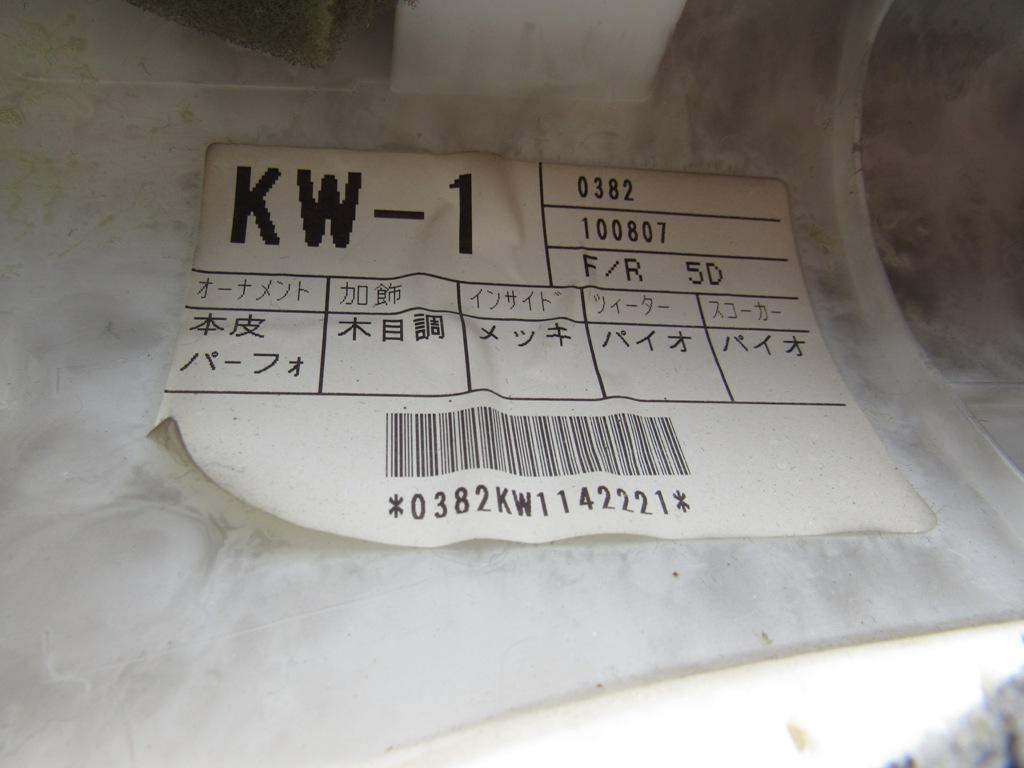 KW-1
0382
100807
F/R 5D
オーナメント 加飾 インサイド ツィーター スコーカー
本皮 木目調 メッキ パイオ パイオ
パーフォ
*0382KW1142221*